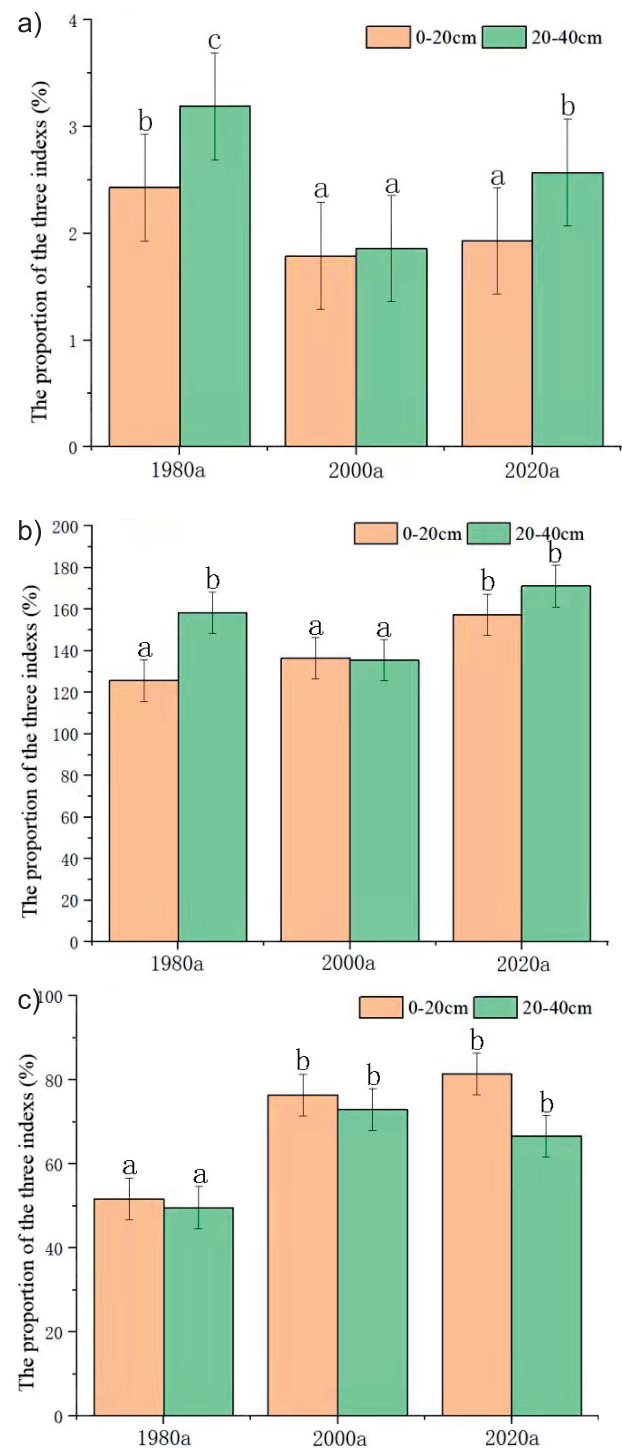 a)
The proportion of the three indexs (%)
0-20cm 20-40cm
4
3
2
1
0
b c a a a b
1980a 2000a 2020a
b)
The proportion of the three indexs (%)
0-20cm 20-40cm
200
180
160
140
120
100
80
60
40
20
0
a b a a b b
1980a 2000a 2020a
c)
The proportion of the three indexs (%)
0-20cm 20-40cm
100
80
60
40
20
0
a a b b b b
1980a 2000a 2020a